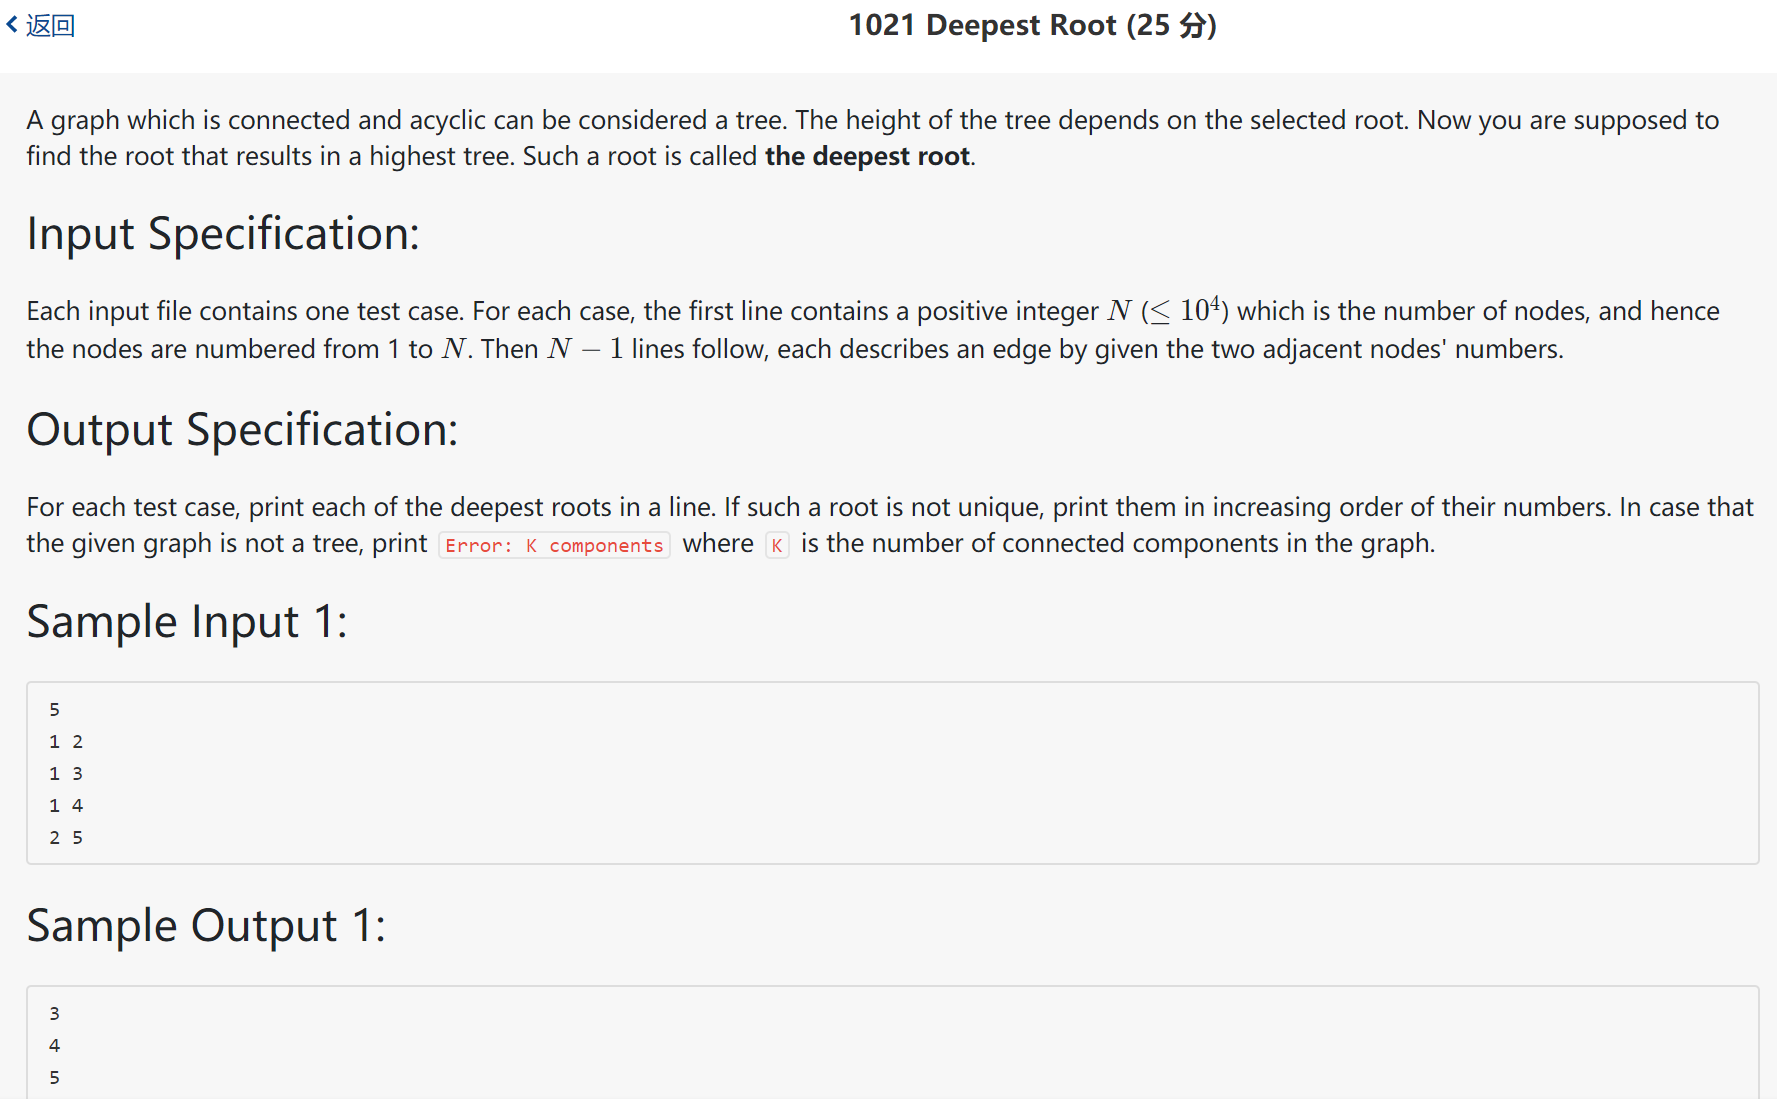 返回
1021 Deepest Root (25 分)
A graph which is connected and acyclic can be considered a tree. The height of the tree depends on the selected root. Now you are supposed to
find the root that results in a highest tree. Such a root is called the deepest root.
Input Specification:
Each input file contains one test case. For each case, the first line contains a positive integer N (≤ 10⁴) which is the number of nodes, and hence
the nodes are numbered from 1 to N. Then N − 1 lines follow, each describes an edge by given the two adjacent nodes' numbers.
Output Specification:
For each test case, print each of the deepest roots in a line. If such a root is not unique, print them in increasing order of their numbers. In case that
the given graph is not a tree, print Error: K components where K is the number of connected components in the graph.
Sample Input 1:
5
1 2
1 3
1 4
2 5
Sample Output 1:
3
4
5